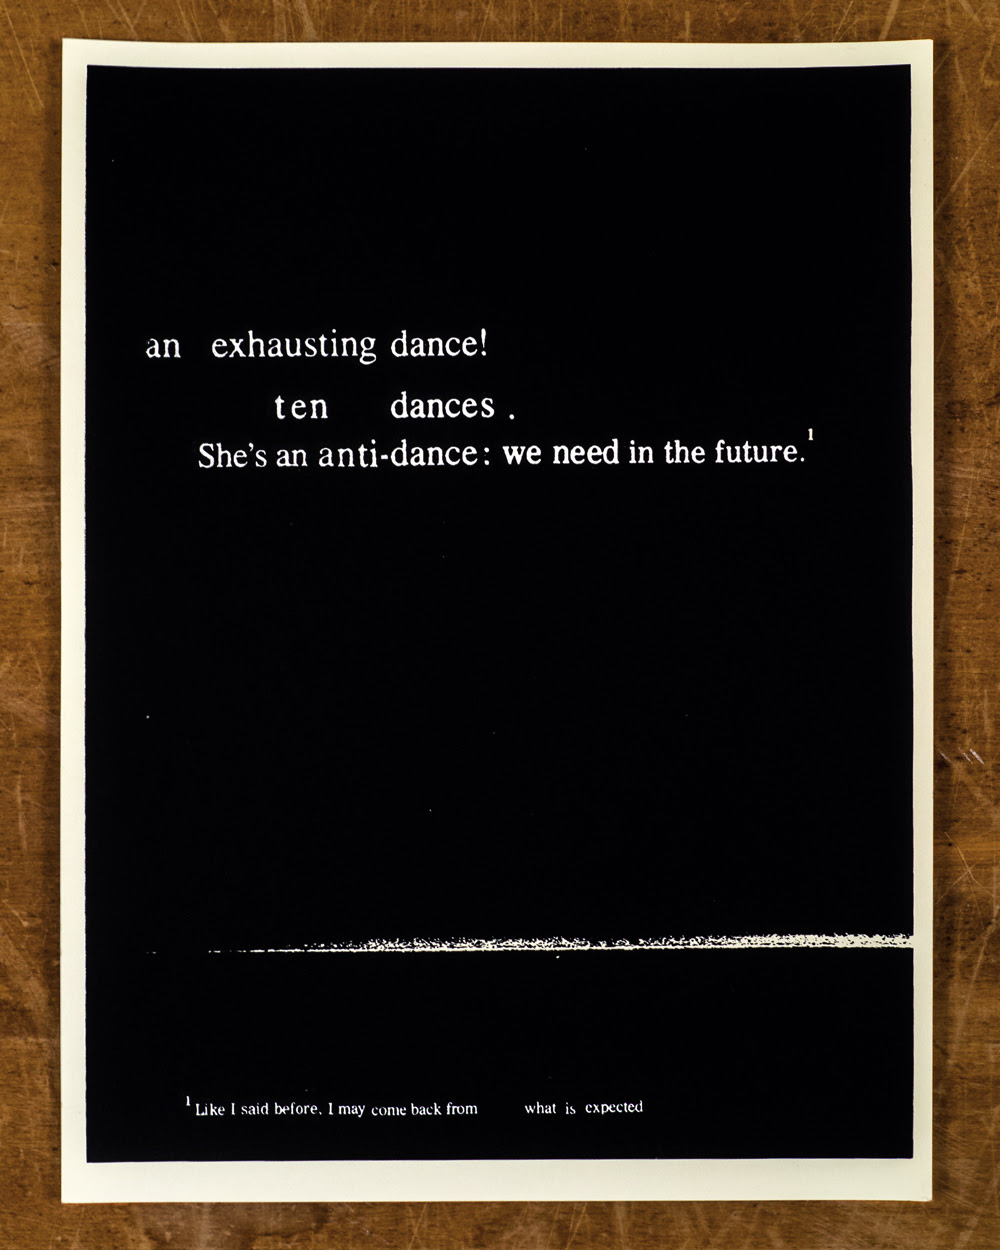 an exhausting dance!
ten dances .
She's an anti-dance: we need in the future.¹
¹ Like I said before. I may come back from what is expected